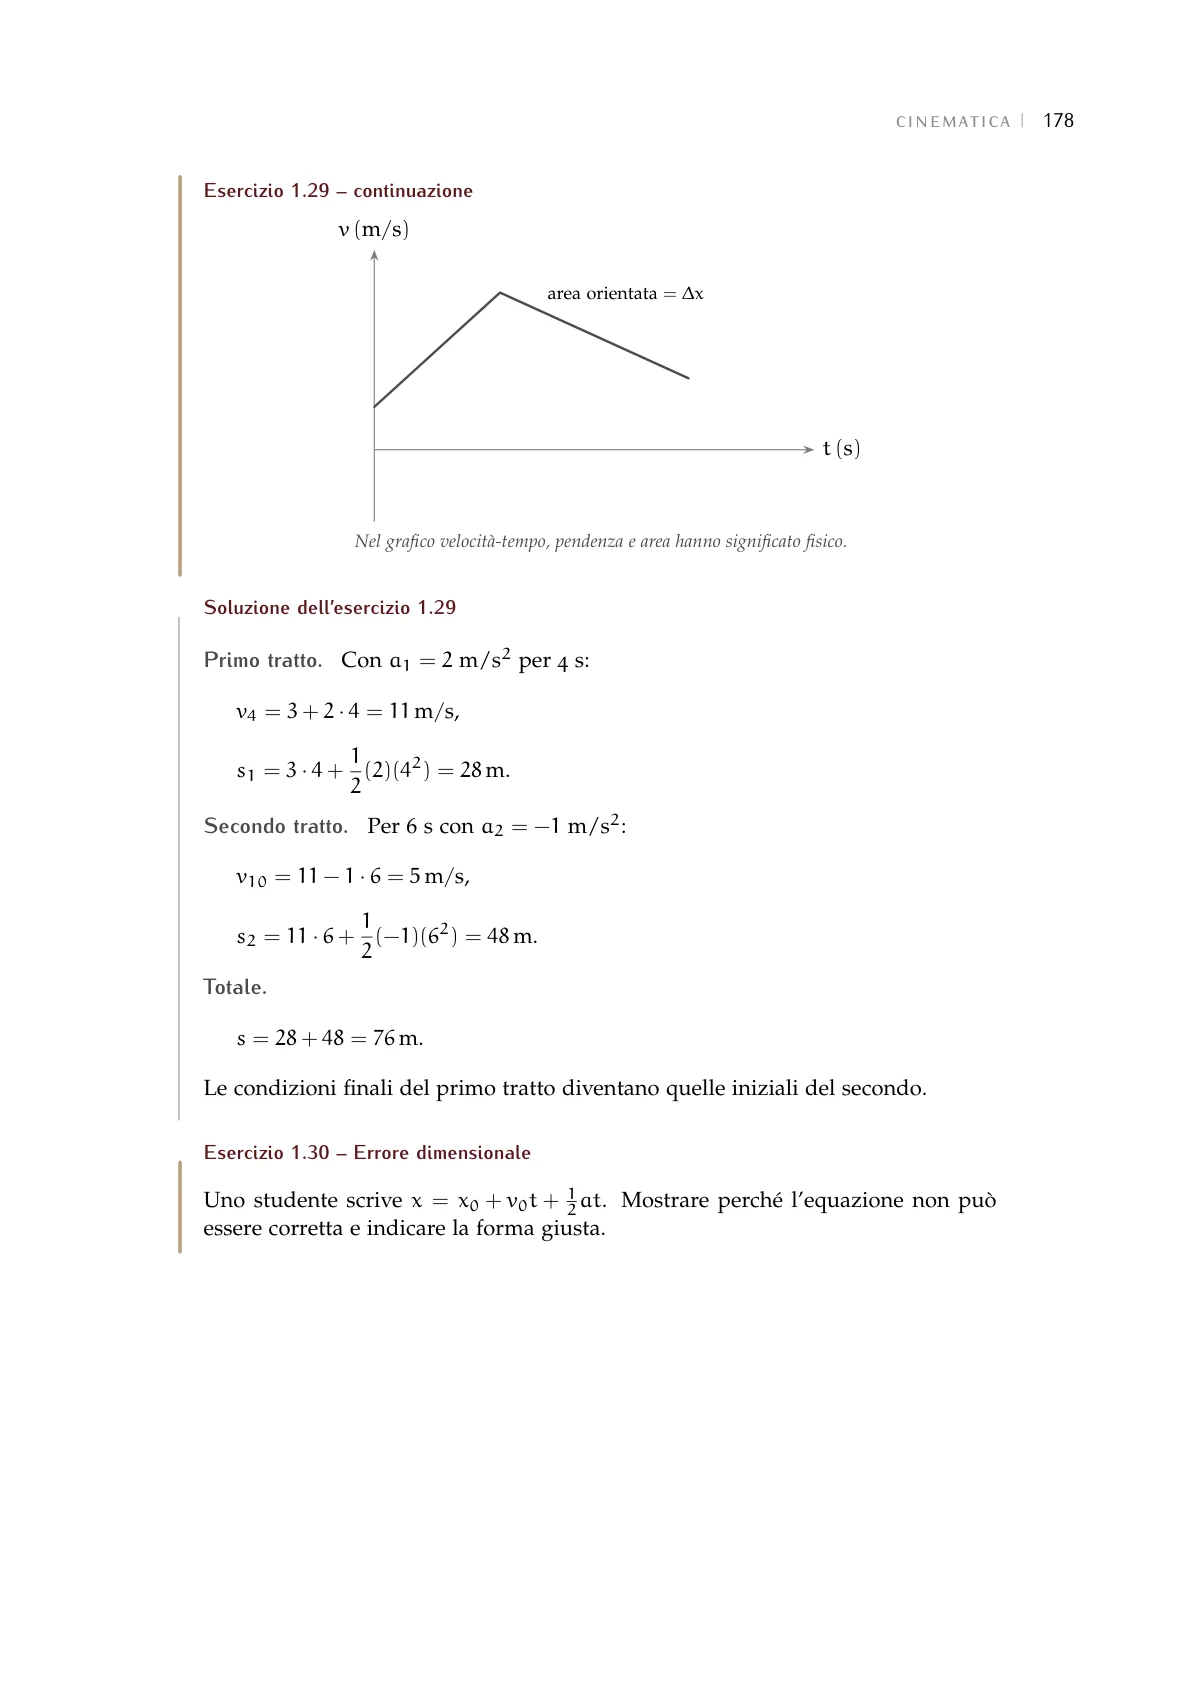 CINEMATICA | 178
Esercizio 1.29 – continuazione
v (m/s)
area orientata = Δx
t (s)
Nel grafico velocità-tempo, pendenza e area hanno significato fisico.
Soluzione dell'esercizio 1.29
Primo tratto. Con a₁ = 2 m/s² per 4 s:
v₄ = 3 + 2 · 4 = 11 m/s,
s₁ = 3 · 4 + 1/2 (2)(4²) = 28 m.
Secondo tratto. Per 6 s con a₂ = −1 m/s²:
v₁₀ = 11 − 1 · 6 = 5 m/s,
s₂ = 11 · 6 + 1/2 (−1)(6²) = 48 m.
Totale.
s = 28 + 48 = 76 m.
Le condizioni finali del primo tratto diventano quelle iniziali del secondo.
Esercizio 1.30 – Errore dimensionale
Uno studente scrive x = x₀ + v₀t + 1/2 at. Mostrare perché l'equazione non può
essere corretta e indicare la forma giusta.